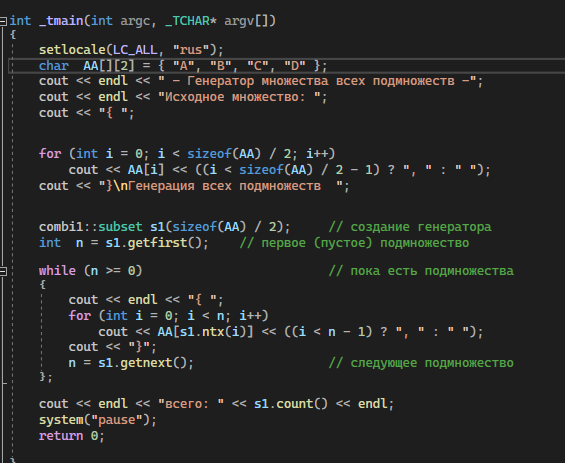 int _tmain(int argc, _TCHAR* argv[])
{
setlocale(LC_ALL, "rus");
char  AA[][2] = { "A", "B", "C", "D" };
cout << endl << " - Генератор множества всех подмножеств -";
cout << endl << "Исходное множество: ";
cout << "{ ";
for (int i = 0; i < sizeof(AA) / 2; i++)
cout << AA[i] << ((i < sizeof(AA) / 2 - 1) ? ", " : " ");
cout << "}\nГенерация всех подмножеств  ";
combi1::subset s1(sizeof(AA) / 2);     // создание генератора
int  n = s1.getfirst();    // первое (пустое) подмножество
while (n >= 0)                         // пока есть подмножества
{
cout << endl << "{ ";
for (int i = 0; i < n; i++)
cout << AA[s1.ntx(i)] << ((i < n - 1) ? ", " : " ");
cout << "}";
n = s1.getnext();                  // следующее подмножество
};
cout << endl << "всего: " << s1.count() << endl;
system("pause");
return 0;
}